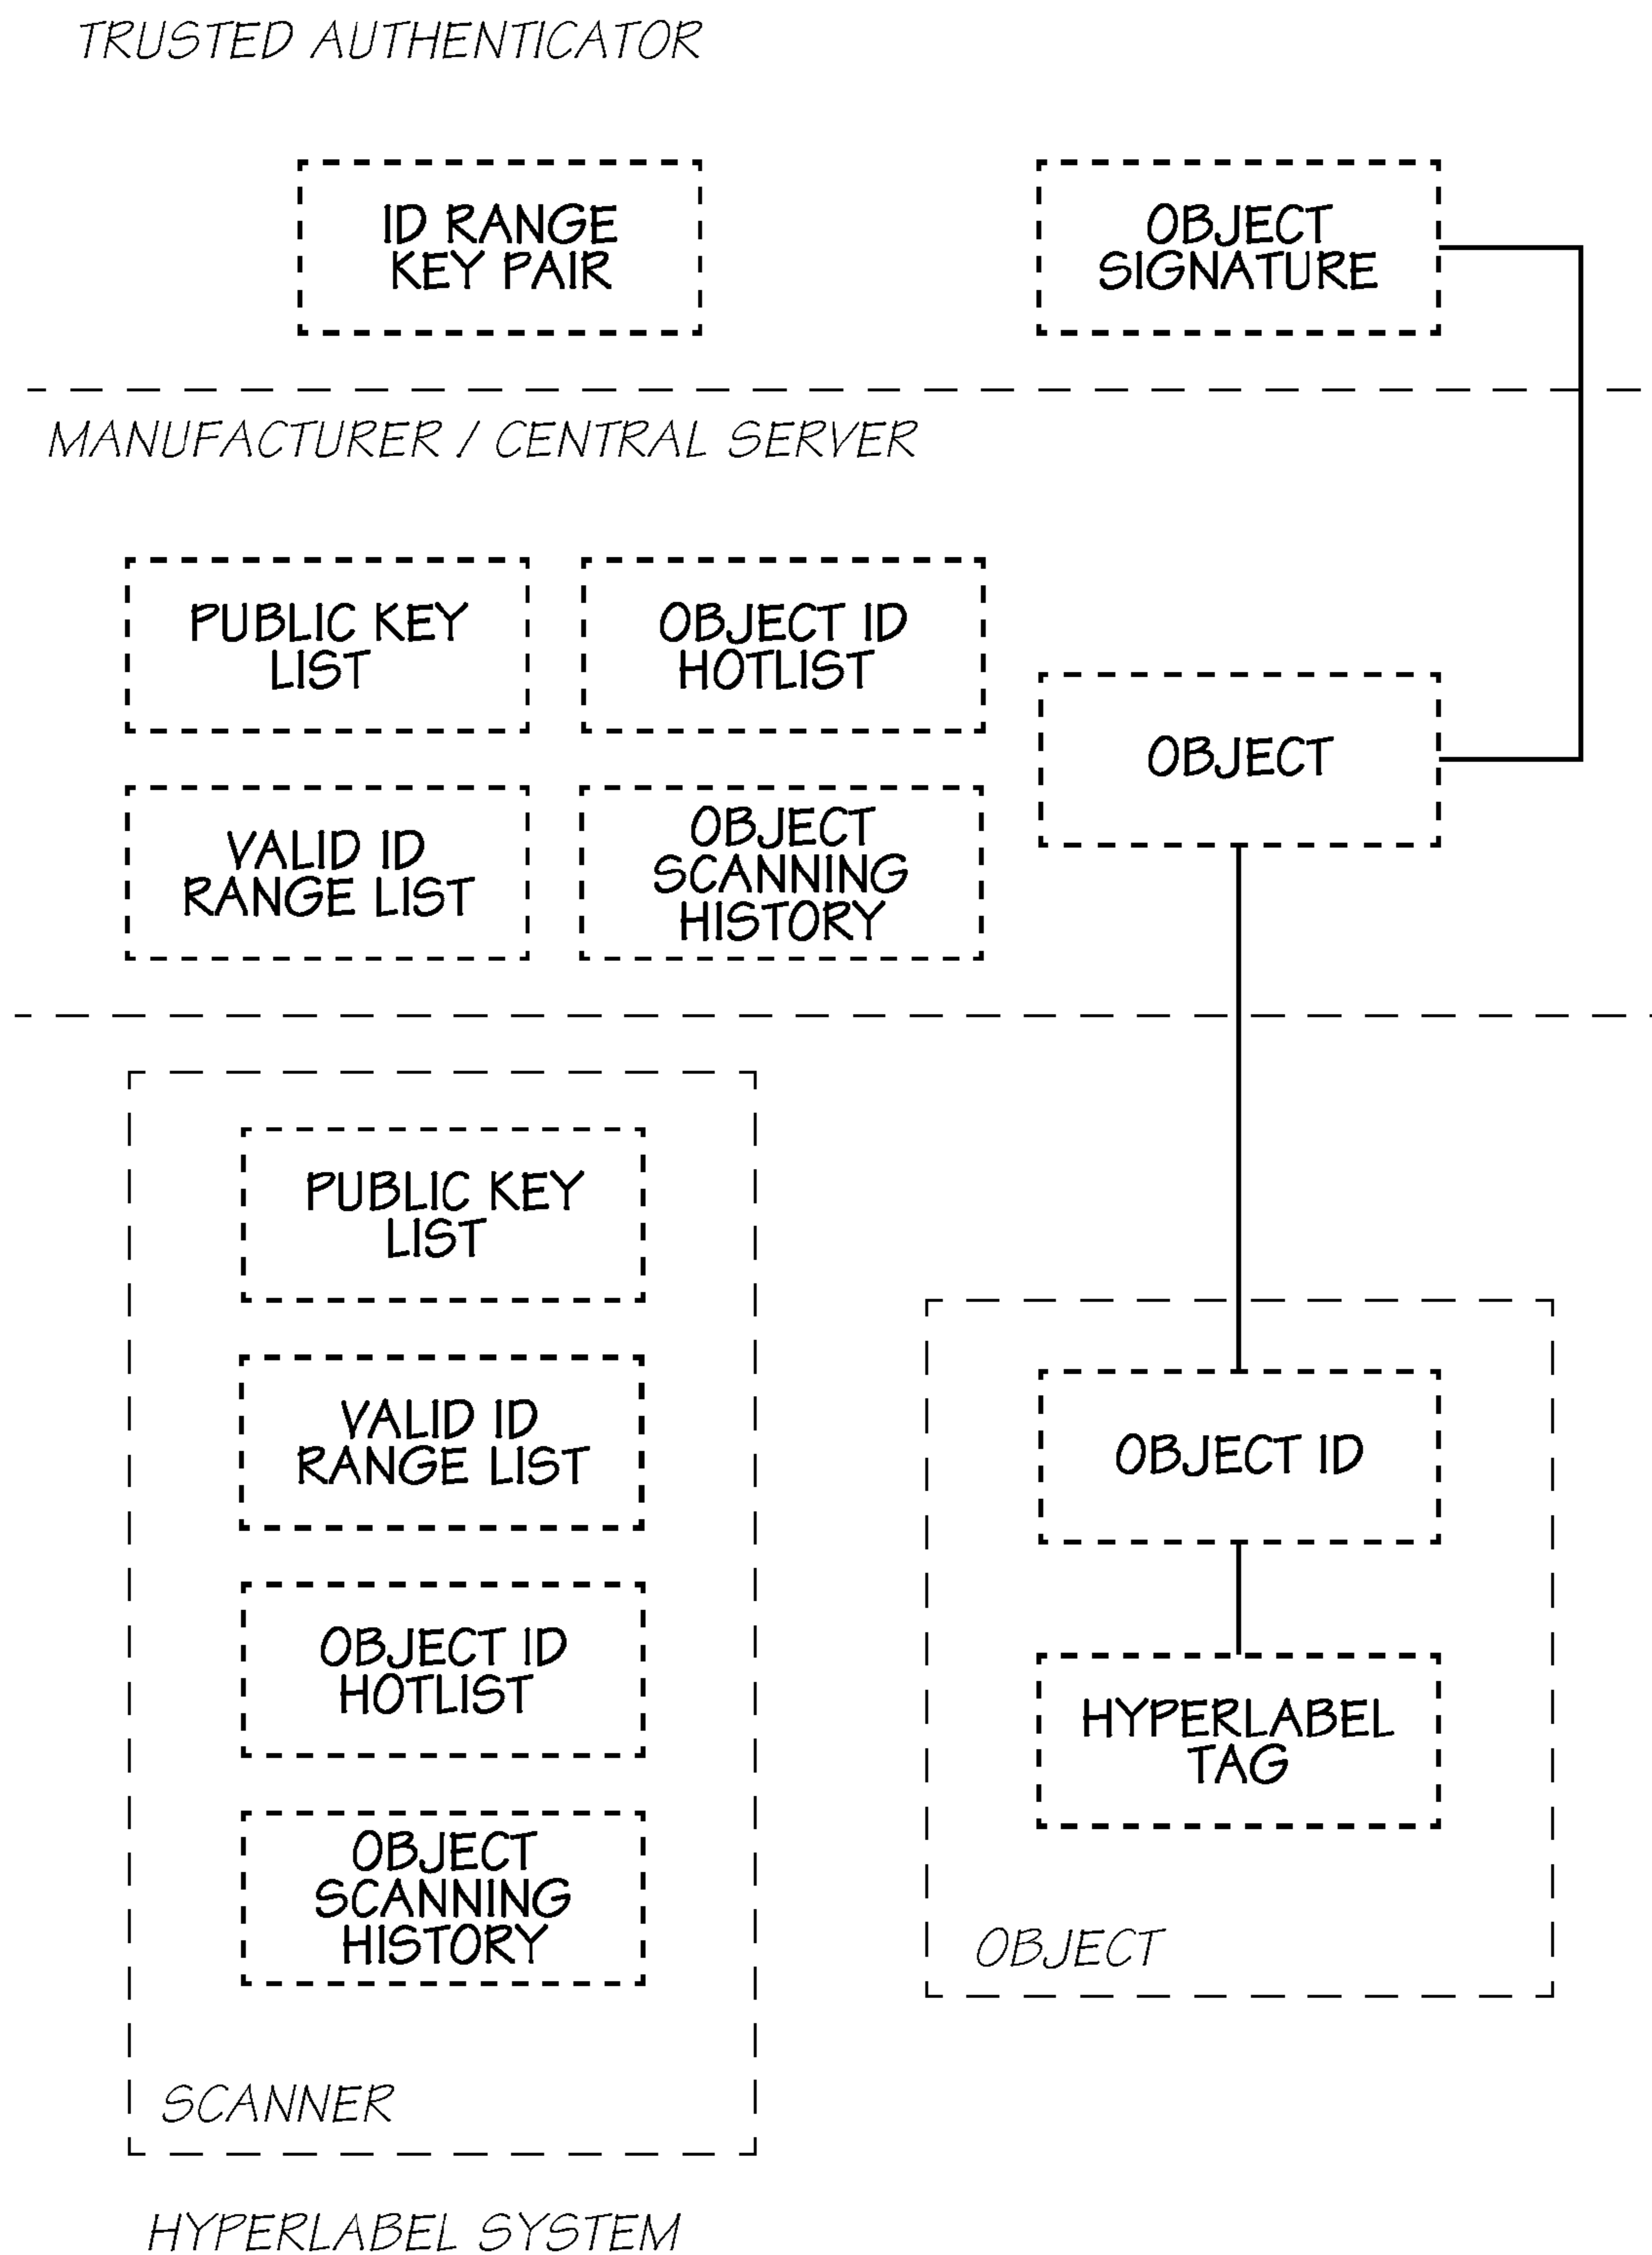 TRUSTED AUTHENTICATOR
ID RANGE
KEY PAIR
OBJECT
SIGNATURE
MANUFACTURER / CENTRAL SERVER
PUBLIC KEY
LIST
OBJECT ID
HOTLIST
OBJECT
VALID ID
RANGE LIST
OBJECT
SCANNING
HISTORY
PUBLIC KEY
LIST
VALID ID
RANGE LIST
OBJECT ID
HOTLIST
OBJECT
SCANNING
HISTORY
SCANNER
OBJECT ID
HYPERLABEL
TAG
OBJECT
HYPERLABEL SYSTEM